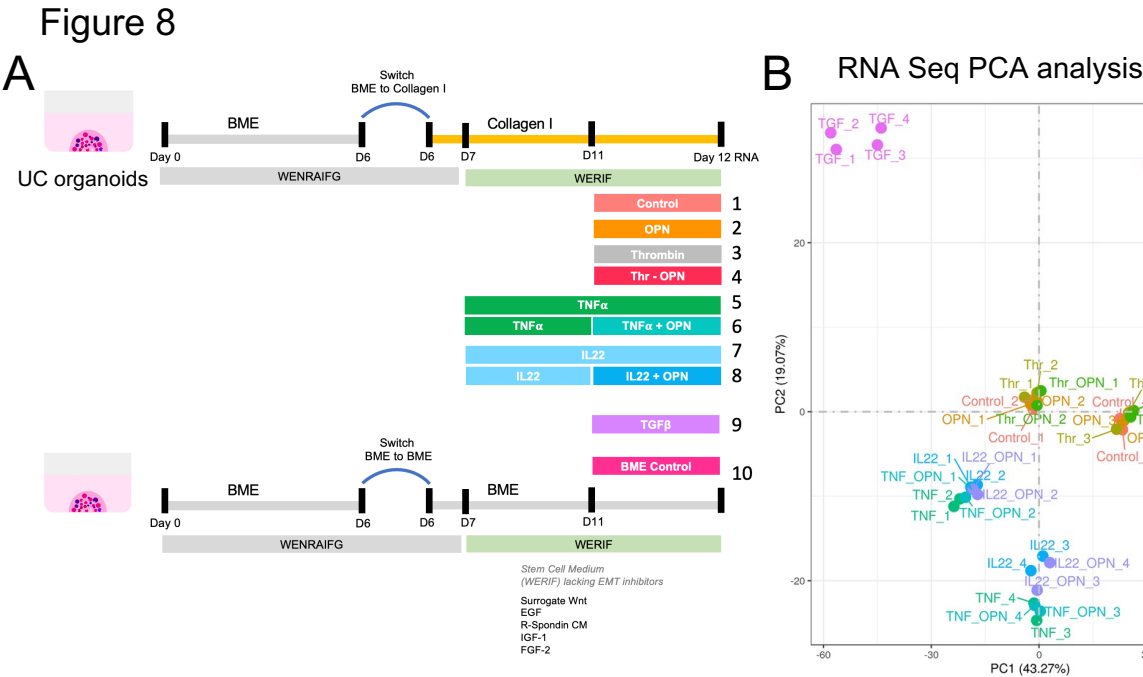 Figure 8
A
Switch
BME to Collagen I
BME
Collagen I
Day 0
D6
D6
D7
D11
Day 12 RNA
UC organoids
WENRAIFG
WERIF
Control
1
OPN
2
Thrombin
3
Thr - OPN
4
TNFα
5
TNFα
TNFα + OPN
6
IL22
7
IL22
IL22 + OPN
8
TGFβ
9
Switch
BME to BME
BME Control
10
BME
BME
Day 0
D6
D6
D7
D11
WENRAIFG
WERIF
Stem Cell Medium
(WERIF) lacking EMT inhibitors
Surrogate Wnt
EGF
R-Spondin CM
IGF-1
FGF-2
B
RNA Seq PCA analysis
TGF_2
TGF_4
TGF_1
TGF_3
20
Thr_2
Thr_1
Thr_OPN_1
Th
Control_2
OPN_2
Control_
0
OPN_1
Thr_OPN_2
OPN_3
T
Control_1
Thr_3
OP
Control_
IL22_1
IL22_OPN_1
TNF_OPN_1
IL22_2
TNF_2
IL22_OPN_2
TNF_1
TNF_OPN_2
IL22_3
IL22_4
IL22_OPN_4
-20
IL22_OPN_3
TNF_4
TNF_OPN_4
TNF_OPN_3
TNF_3
PC2 (19.07%)
-60
-30
0
3
PC1 (43.27%)